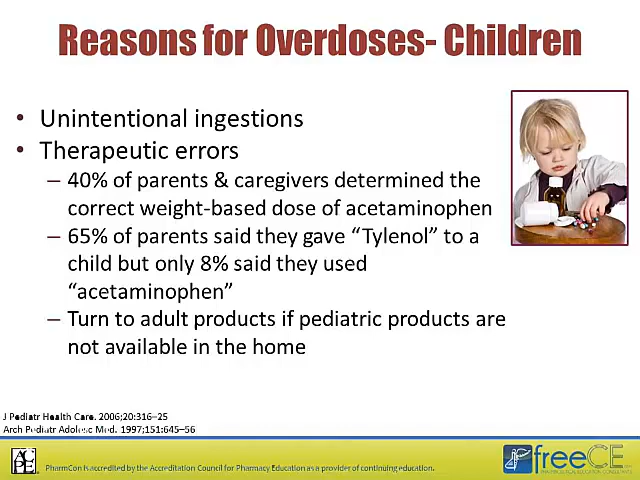 Reasons for Overdoses- Children
• Unintentional ingestions
• Therapeutic errors
– 40% of parents & caregivers determined the
correct weight-based dose of acetaminophen
– 65% of parents said they gave “Tylenol” to a
child but only 8% said they used
“acetaminophen”
– Turn to adult products if pediatric products are
not available in the home
J Pediatr Health Care. 2006;20:316–25
Arch Pediatr Adolesc Med. 1997;151:645–56
ACPE
PharmCon is accredited by the Accreditation Council for Pharmacy Education as a provider of continuing education.
freeCE